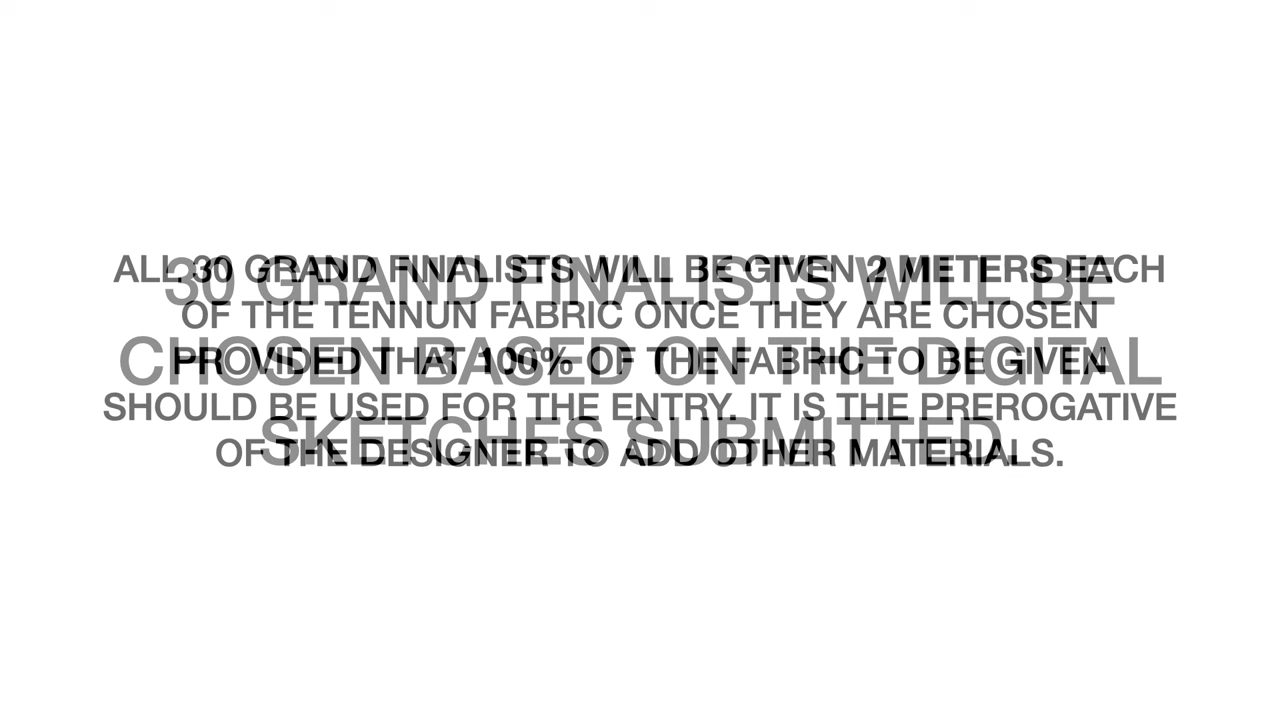 ALL 30 GRAND FINALISTS WILL BE GIVEN 2 METERS EACH
OF THE TENNUN FABRIC ONCE THEY ARE CHOSEN
PROVIDED THAT 100% OF THE FABRIC TO BE GIVEN
SHOULD BE USED FOR THE ENTRY. IT IS THE PREROGATIVE
OF THE DESIGNER TO ADD OTHER MATERIALS.
30 GRAND FINALISTS WILL BE
CHOSEN BASED ON THE DIGITAL
SKETCHES SUBMITTED.